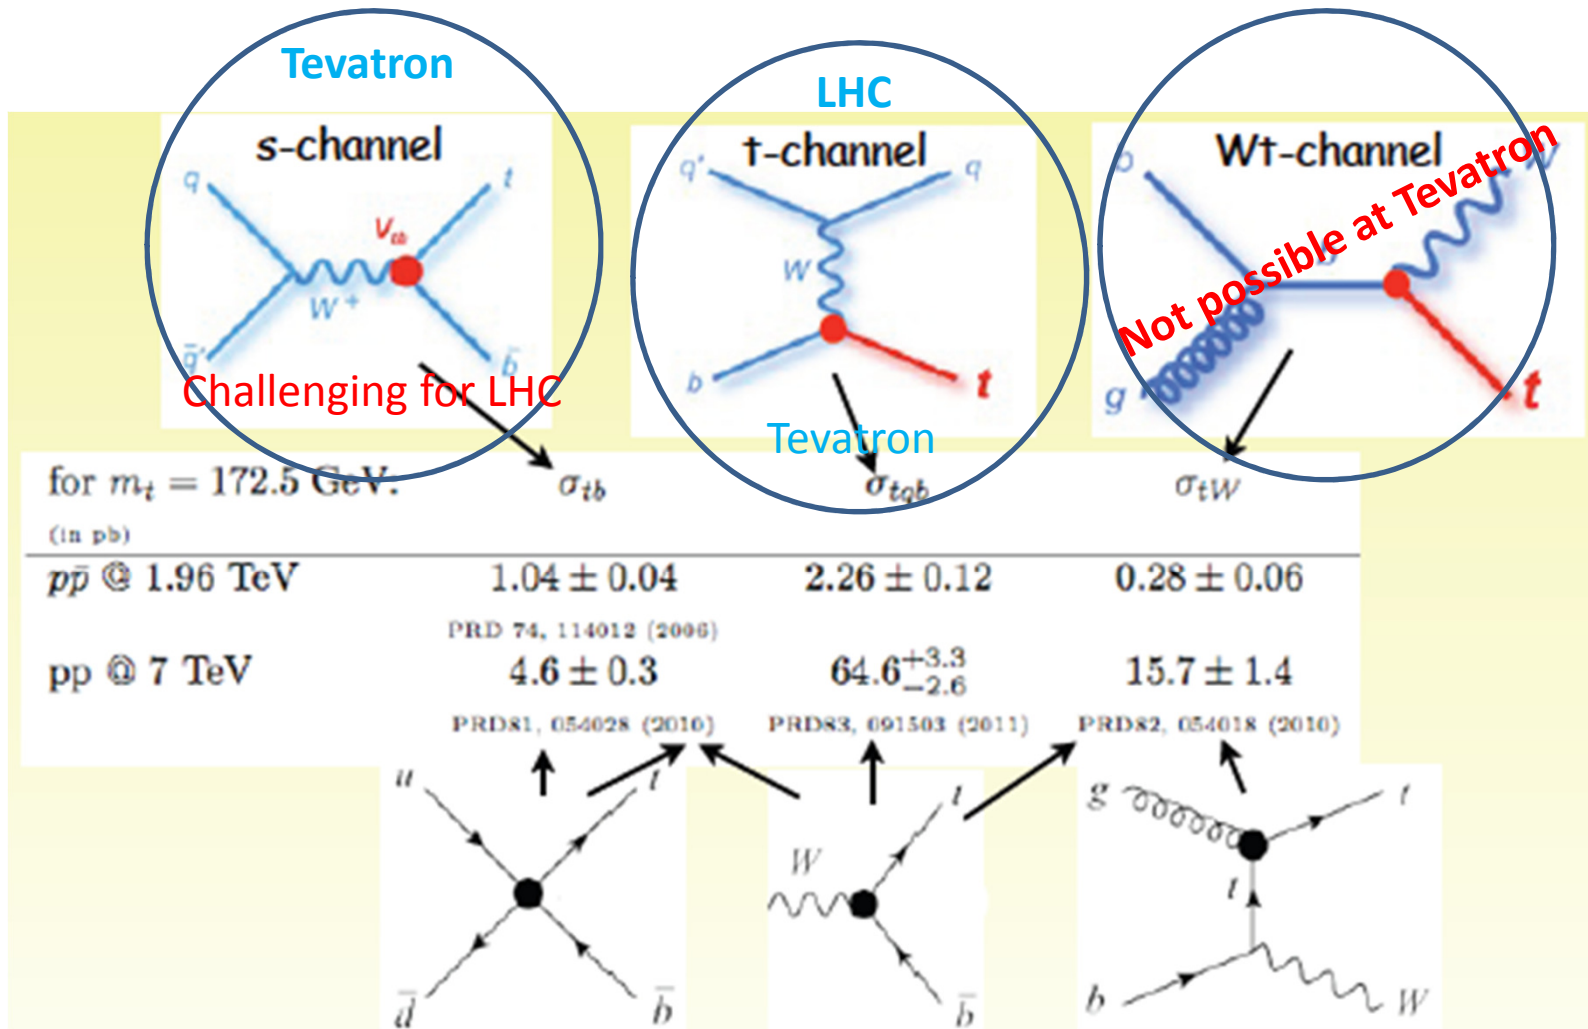 Tevatron
LHC
s-channel
t-channel
Wt-channel
Not possible at Tevatron
q
t
V_tb
W +
q̄'
b̄
Challenging for LHC
q'
q
W
b
t
Tevatron
b
W
b
g
t
for m_t = 172.5 GeV.
σ_tb
σ_tqb
σ_tW
(in pb)
pp̄ @ 1.96 TeV 1.04 ± 0.04 2.26 ± 0.12 0.28 ± 0.06
PRD 74, 114012 (2006)
pp @ 7 TeV 4.6 ± 0.3 64.6 +3.3 −2.6 15.7 ± 1.4
PRD81, 054028 (2010) PRD83, 091503 (2011) PRD82, 054018 (2010)
u
t
d̄
b̄
W
t
b̄
g
t
t
b
W